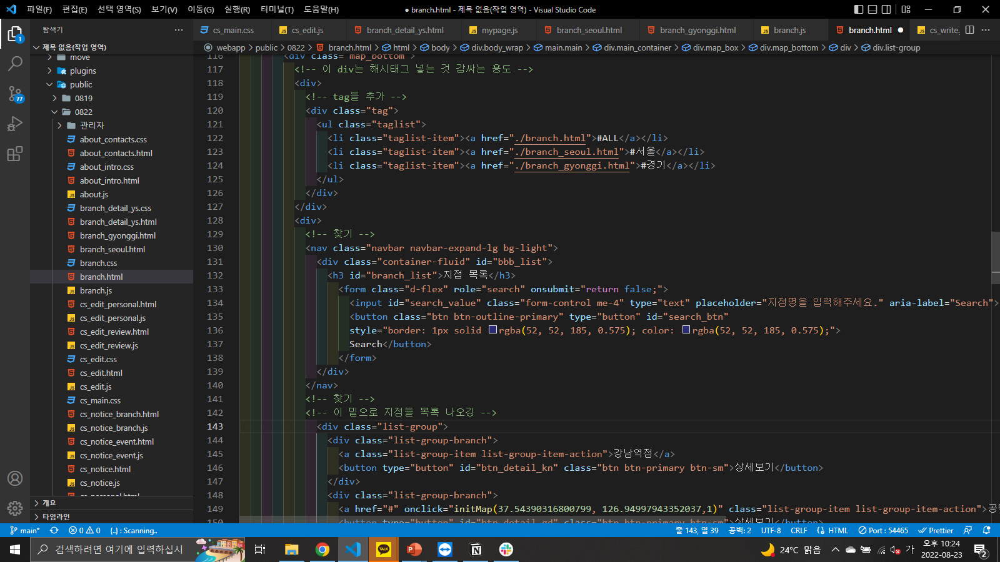 파일(F) 편집(E) 선택 영역(S) 보기(V) 이동(G) 실행(R) 터미널(T) 도움말(H)
● branch.html - 제목 없음(작업 영역) - Visual Studio Code
탐색기 ···
cs_main.css cs_edit.js branch_detail_ys.html mypage.js branch_seoul.html branch_gyonggi.html branch.js branch.html ● cs_write.
webapp > public > 0822 > branch.html > html > body > div.body_wrap > main.main > div.main_container > div.map_box > div.map_bottom > div > div.list-group
제목 없음(작업 영역)
move
plugins
public
0819
0822
관리자
about_contacts.css
about_contacts.html
about_intro.css
about_intro.html
about.js
branch_detail_ys.css
branch_detail_ys.html
branch_gyonggi.html
branch_seoul.html
branch.css
branch.html
branch.js
cs_edit_personal.html
cs_edit_personal.js
cs_edit_review.html
cs_edit_review.js
cs_edit.css
cs_edit.html
cs_edit.js
cs_main.css
cs_notice_branch.html
cs_notice_branch.js
cs_notice_event.html
cs_notice_event.js
cs_notice.html
cs_notice.js
cs_personal.html
개요
타임라인
1
77
116 <div class="map_bottom">
117 <!-- 이 div는 해시태그 넣는 것 감싸는 용도 -->
118 <div>
119 <!-- tag들 추가 -->
120 <div class="tag">
121 <ul class="taglist">
122 <li class="taglist-item"><a href="./branch.html">#ALL</a></li>
123 <li class="taglist-item"><a href="./branch_seoul.html">#서울</a></li>
124 <li class="taglist-item"><a href="./branch_gyonggi.html">#경기</a></li>
125 </ul>
126 </div>
127 </div>
128 <div>
129 <!-- 찾기 -->
130 <nav class="navbar navbar-expand-lg bg-light">
131 <div class="container-fluid" id="bbb_list">
132 <h3 id="branch_list">지점 목록</h3>
133 <form class="d-flex" role="search" onsubmit="return false;">
134 <input id="search_value" class="form-control me-4" type="text" placeholder="지점명을 입력해주세요." aria-label="Search">
135 <button class="btn btn-outline-primary" type="button" id="search_btn"
136 style="border: 1px solid rgba(52, 52, 185, 0.575); color: rgba(52, 52, 185, 0.575);">
137 Search</button>
138 </form>
139 </div>
140 </nav>
141 <!-- 찾기 -->
142 <!-- 이 밑으로 지점들 목록 나오깅 -->
143 <div class="list-group">
144 <div class="list-group-branch">
145 <a class="list-group-item list-group-item-action">강남역점</a>
146 <button type="button" id="btn_detail_kn" class="btn btn-primary btn-sm">상세보기</button>
147 </div>
148 <div class="list-group-branch">
149 <a href="#" onclick="initMap(37.54390316800799, 126.94997943352037,1)" class="list-group-item list-group-item-action">공
150 <button type="button" id="btn_detail_gd" class="btn btn-primary btn-sm">상세보기</button>
main* 0 0 {..} : Scanning..
줄 143, 열 39 공백: 2 UTF-8 CRLF HTML Port : 54465 Prettier
검색하려면 여기에 입력하십시
TALK
24°C 맑음
가
오후 10:24
2022-08-23
2